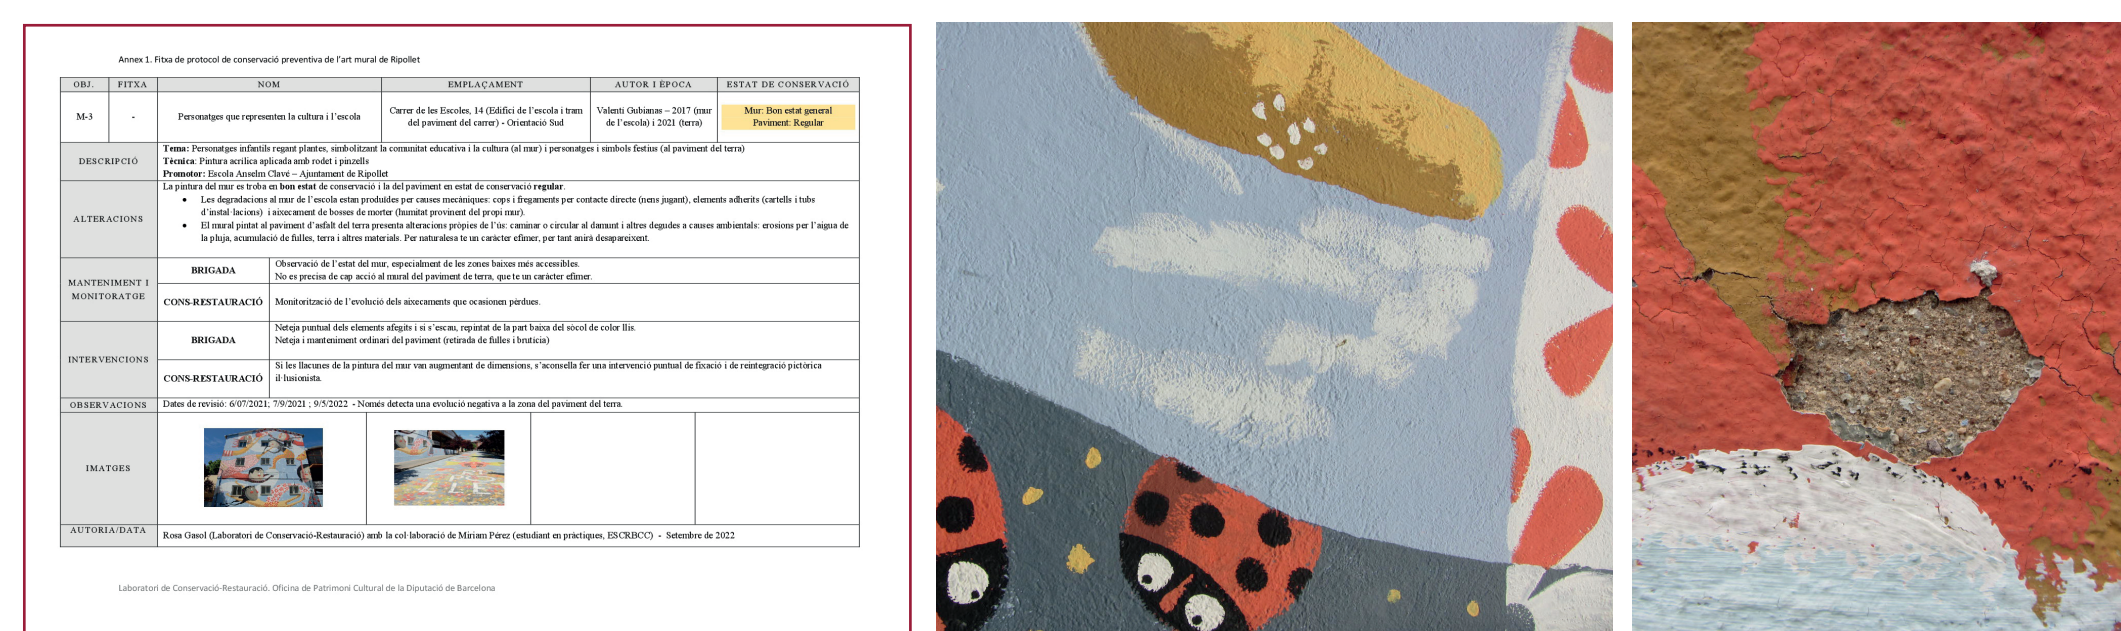 Annex 1. Fitxa de protocol de conservació preventiva de l'art mural de Ripollet
OBJ. FITXA NOM EMPLAÇAMENT AUTOR I ÈPOCA ESTAT DE CONSERVACIÓ
M-3 - Personatges que representen la cultura i l'escola Carrer de les Escoles, 14 (Edifici de l'escola i tram del paviment del carrer) - Orientació Sud Valentí Gubianas – 2017 (mur de l'escola) i 2021 (terra) Mur: Bon estat general Paviment: Regular
DESCRIPCIÓ
Tema: Personatges infantils regant plantes, simbolitzant la comunitat educativa i la cultura (al mur) i personatges i símbols festius (al paviment del terra)
Tècnica: Pintura acrílica aplicada amb rodet i pinzells
Promotor: Escola Anselm Clavé – Ajuntament de Ripollet
ALTERACIONS
La pintura del mur es troba en bon estat de conservació i la del paviment en estat de conservació regular.
• Les degradacions al mur de l'escola estan produïdes per causes mecàniques: cops i fregaments per contacte directe (nens jugant), elements adherits (cartells i tubs
d'instal·lacions) i aixecament de bosses de morter (humitat provinent del propi mur).
• El mural pintat al paviment d'asfalt del terra presenta alteracions pròpies de l'ús: caminar o circular al damunt i altres degudes a causes ambientals: erosions per l'aigua de
la pluja, acumulació de fulles, terra i altres materials. Per naturalesa te un caràcter efímer, per tant anirà desapareixent.
MANTENIMENT I
MONITORATGE
BRIGADA
Observació de l'estat del mur, especialment de les zones baixes més accessibles.
No es precisa de cap acció al mural del paviment de terra, que te un caràcter efímer.
CONS-RESTAURACIÓ Monitorització de l'evolució dels aixecaments que ocasionen pèrdues.
INTERVENCIONS
BRIGADA
Neteja puntual dels elements afegits i si s'escau, repintat de la part baixa del sòcol de color llis.
Neteja i manteniment ordinari del paviment (retirada de fulles i brutícia)
CONS-RESTAURACIÓ
Si les llacunes de la pintura del mur van augmentant de dimensions, s'aconsella fer una intervenció puntual de fixació i de reintegració pictòrica
il·lusionista.
OBSERVACIONS Dates de revisió: 6/07/2021; 7/9/2021 ; 9/5/2022 - Només detecta una evolució negativa a la zona del paviment del terra.
IMATGES
AUTORIA/DATA Rosa Gasol (Laboratori de Conservació-Restauració) amb la col·laboració de Miriam Pérez (estudiant en pràctiques, ESCRBCC) - Setembre de 2022
Laboratori de Conservació-Restauració. Oficina de Patrimoni Cultural de la Diputació de Barcelona